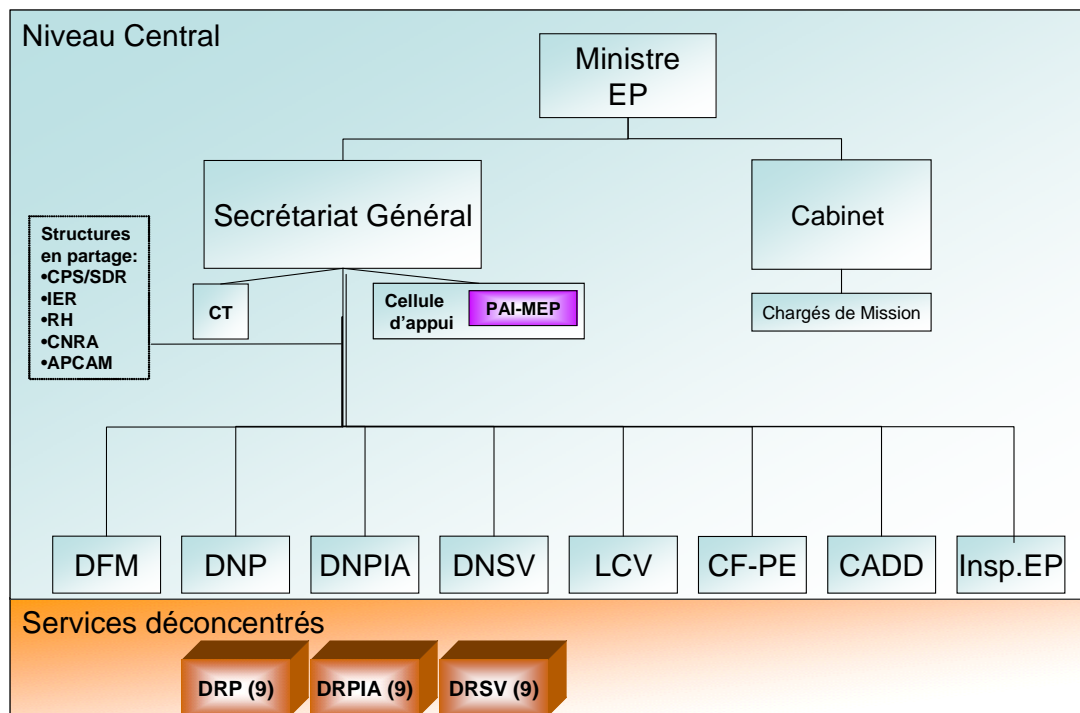 Niveau Central
Ministre
EP
Secrétariat Général
Cabinet
Structures
en partage:
•CPS/SDR
•IER
•RH
•CNRA
•APCAM
CT
Cellule
d’appui
PAI-MEP
Chargés de Mission
DFM
DNP
DNPIA
DNSV
LCV
CF-PE
CADD
Insp.EP
Services déconcentrés
DRP (9)
DRPIA (9)
DRSV (9)